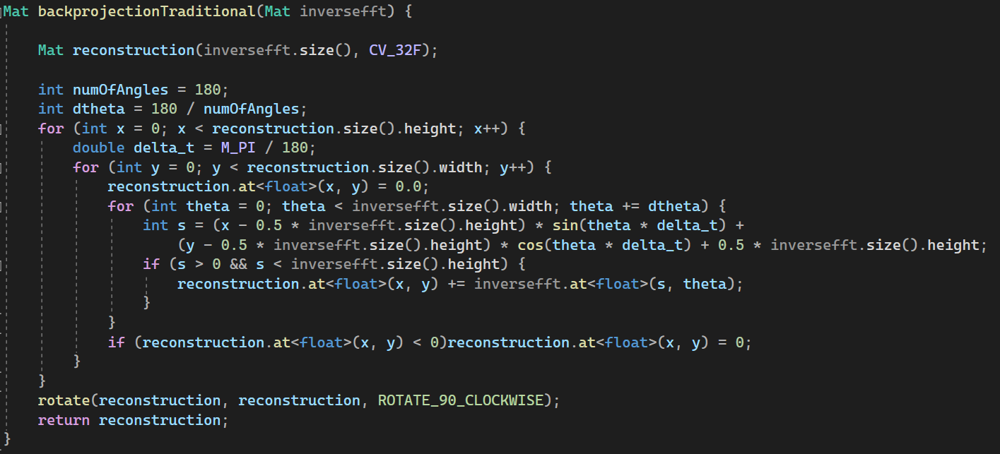 Mat backprojectionTraditional(Mat inversefft) {
Mat reconstruction(inversefft.size(), CV_32F);
int numOfAngles = 180;
int dtheta = 180 / numOfAngles;
for (int x = 0; x < reconstruction.size().height; x++) {
double delta_t = M_PI / 180;
for (int y = 0; y < reconstruction.size().width; y++) {
reconstruction.at<float>(x, y) = 0.0;
for (int theta = 0; theta < inversefft.size().width; theta += dtheta) {
int s = (x - 0.5 * inversefft.size().height) * sin(theta * delta_t) +
(y - 0.5 * inversefft.size().height) * cos(theta * delta_t) + 0.5 * inversefft.size().height;
if (s > 0 && s < inversefft.size().height) {
reconstruction.at<float>(x, y) += inversefft.at<float>(s, theta);
}
}
if (reconstruction.at<float>(x, y) < 0)reconstruction.at<float>(x, y) = 0;
}
}
rotate(reconstruction, reconstruction, ROTATE_90_CLOCKWISE);
return reconstruction;
}